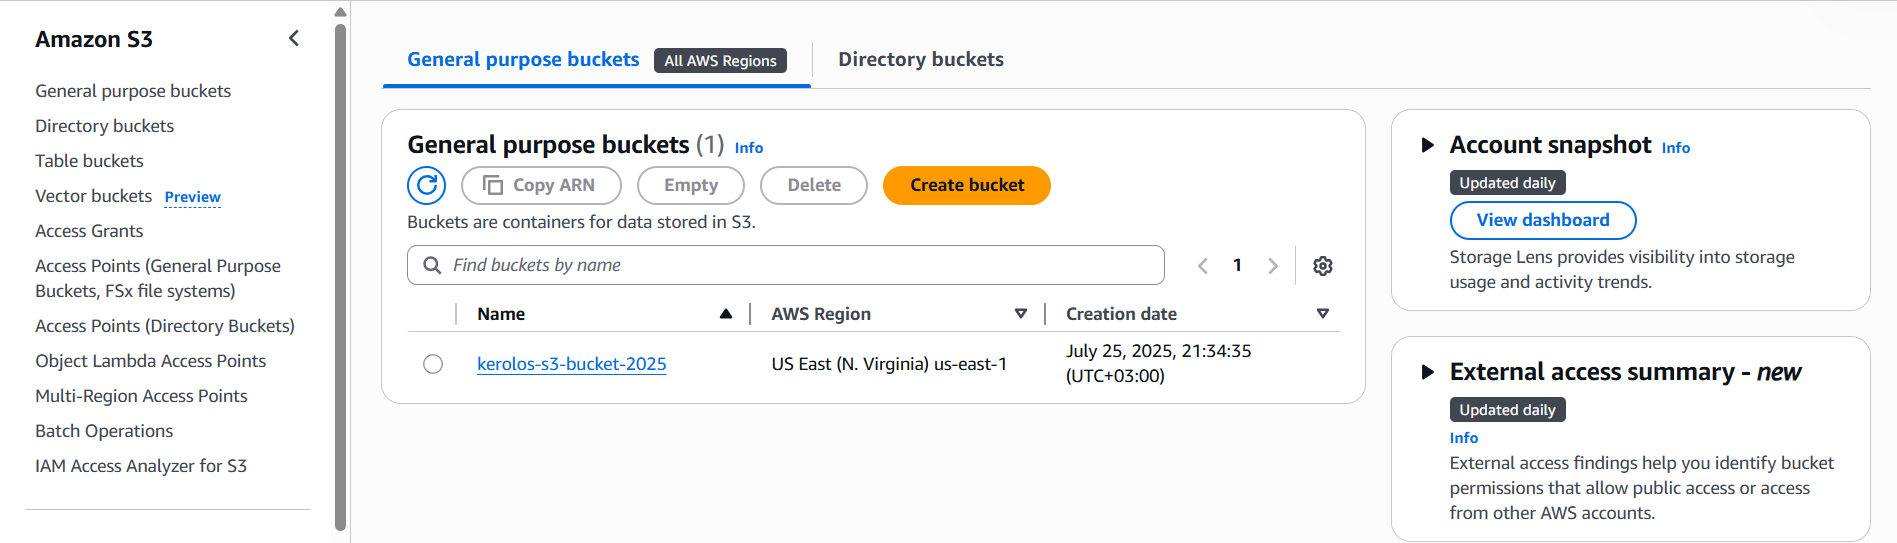 Amazon S3
General purpose buckets
Directory buckets
Table buckets
Vector buckets Preview
Access Grants
Access Points (General Purpose
Buckets, FSx file systems)
Access Points (Directory Buckets)
Object Lambda Access Points
Multi-Region Access Points
Batch Operations
IAM Access Analyzer for S3
General purpose buckets All AWS Regions Directory buckets
General purpose buckets (1) Info
Copy ARN Empty Delete Create bucket
Buckets are containers for data stored in S3.
Find buckets by name 1
Name AWS Region Creation date
kerolos-s3-bucket-2025 US East (N. Virginia) us-east-1 July 25, 2025, 21:34:35
(UTC+03:00)
Account snapshot Info
Updated daily
View dashboard
Storage Lens provides visibility into storage
usage and activity trends.
External access summary - new
Updated daily
Info
External access findings help you identify bucket
permissions that allow public access or access
from other AWS accounts.